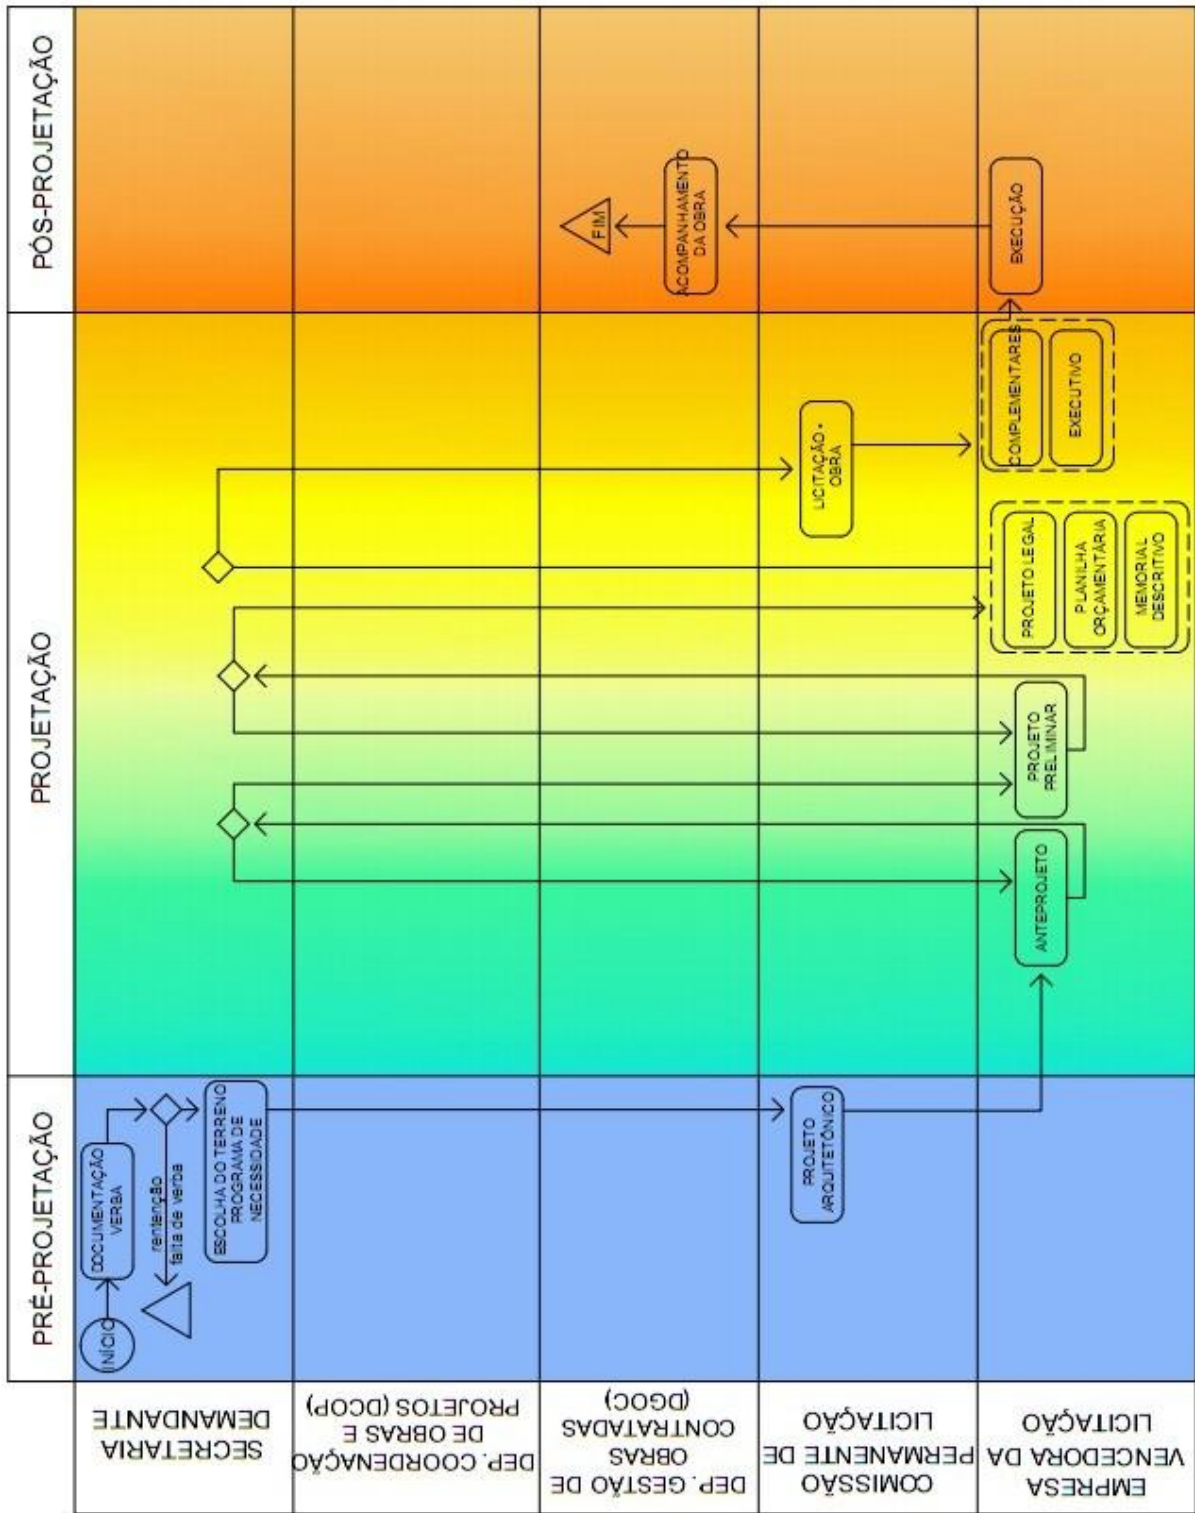 PRÉ-PROJETAÇÃO
PROJETAÇÃO
PÓS-PROJETAÇÃO
SECRETARIA
DEMANDANTE
INÍCIO
DOCUMENTAÇÃO
VERBA
rentenção
falta de verba
ESCOLHA DO TERRENO
PROGRAMA DE
NECESSIDADE
DEP. COORDENAÇÃO
DE OBRAS E
PROJETOS (DCOP)
DEP. GESTÃO DE
OBRAS
CONTRATADAS
(DGOC)
ACOMPANHAMENTO
DA OBRA
FIM
COMISSÃO
PERMANENTE DE
LICITAÇÃO
PROJETO
ARQUITETÔNICO
LICITAÇÃO -
OBRA
EMPRESA
VENCEDORA DA
LICITAÇÃO
ANTEPROJETO
PROJETO
PRELIMINAR
PROJETO LEGAL
PLANILHA
ORÇAMENTÁRIA
MEMORIAL
DESCRITIVO
COMPLEMENTARES
EXECUTIVO
EXECUÇÃO